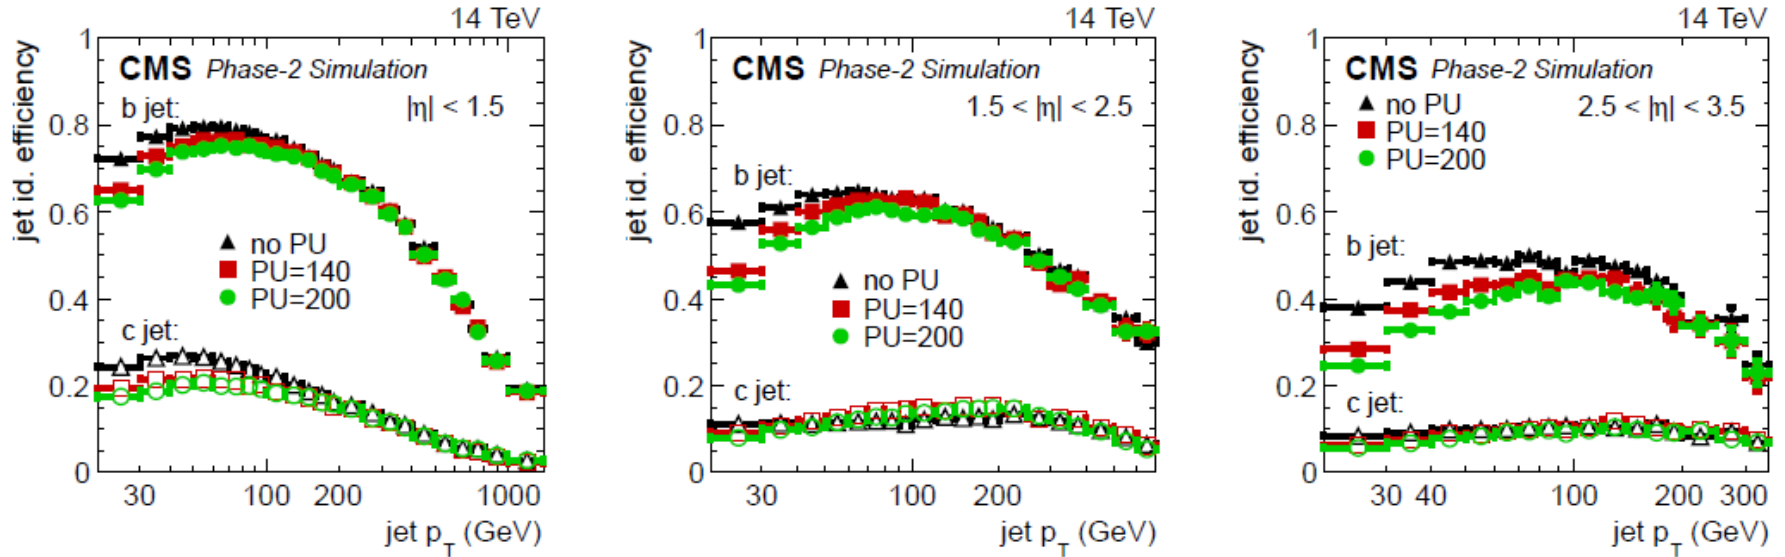 14 TeV
1
CMS Phase-2 Simulation
b jet:
|η| < 1.5
0.8
0.6
no PU
PU=140
PU=200
0.4
c jet:
0.2
0
30 100 200 1000
jet p_T (GeV)
jet id. efficiency
14 TeV
1
CMS Phase-2 Simulation
1.5 < |η| < 2.5
0.8
b jet:
0.6
no PU
PU=140
PU=200
0.4
c jet:
0.2
0
30 100 200
jet p_T (GeV)
jet id. efficiency
14 TeV
1
CMS Phase-2 Simulation
no PU
2.5 < |η| < 3.5
PU=140
PU=200
0.8
0.6
b jet:
0.4
0.2
c jet:
0
30 40 100 200 300
jet p_T (GeV)
jet id. efficiency